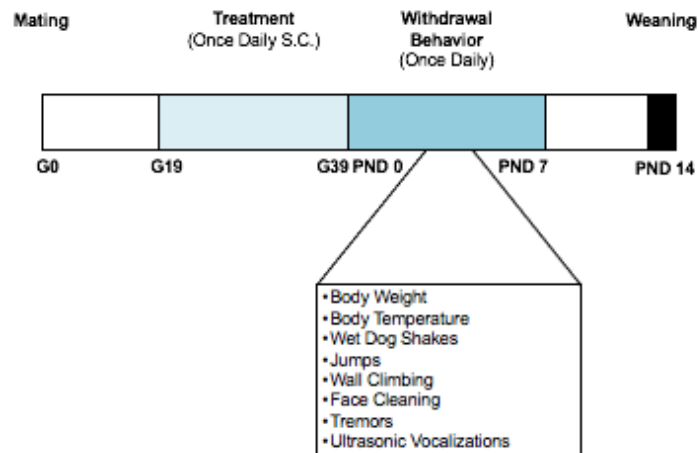 Mating
Treatment
(Once Daily S.C.)
Withdrawal
Behavior
(Once Daily)
Weaning
G0
G19
G39 PND 0
PND 7
PND 14
•Body Weight
•Body Temperature
•Wet Dog Shakes
•Jumps
•Wall Climbing
•Face Cleaning
•Tremors
•Ultrasonic Vocalizations